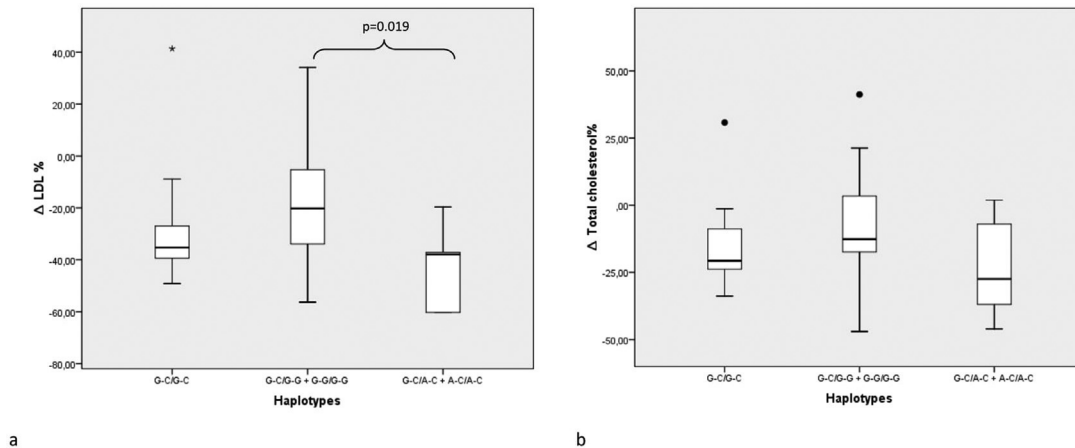 p=0.019
40,00
20,00
0,00
-20,00
-40,00
-60,00
-80,00
Δ LDL %
*
G-C/G-C
G-C/G-G + G-G/G-G
G-C/A-C + A-C/A-C
Haplotypes
a
50,00
25,00
,00
-25,00
-50,00
Δ Total cholesterol%
G-C/G-C
G-C/G-G + G-G/G-G
G-C/A-C + A-C/A-C
Haplotypes
b